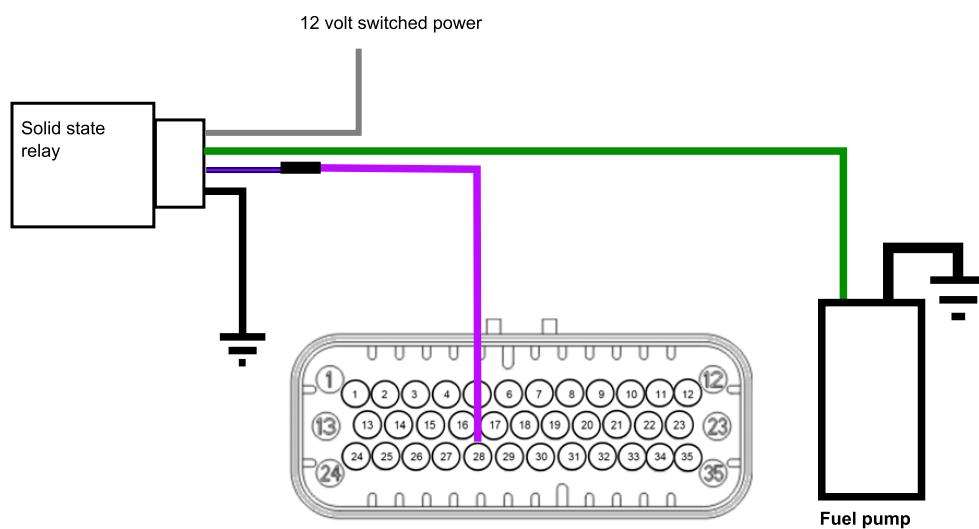 12 volt switched power
Solid state
relay
1 12
1 2 3 4 6 7 8 9 10 11 12
13 13 14 15 16 17 18 19 20 21 22 23 23
24 25 26 27 28 29 30 31 32 33 34 35
24 35
Fuel pump